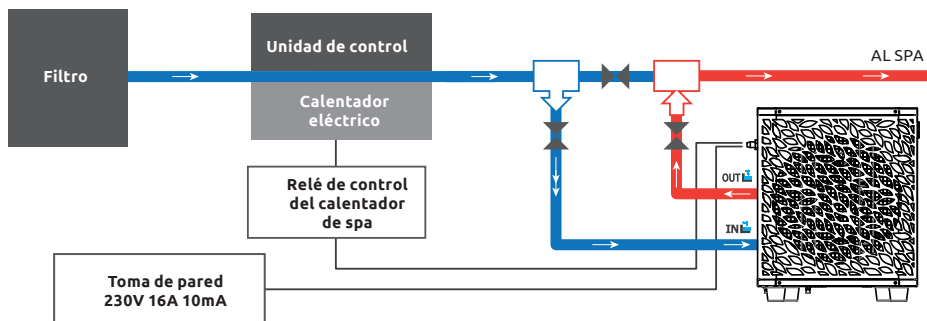 Filtro
Unidad de control
Calentador
eléctrico
AL SPA
Relé de control
del calentador
de spa
OUT
IN
Toma de pared
230V 16A 10mA